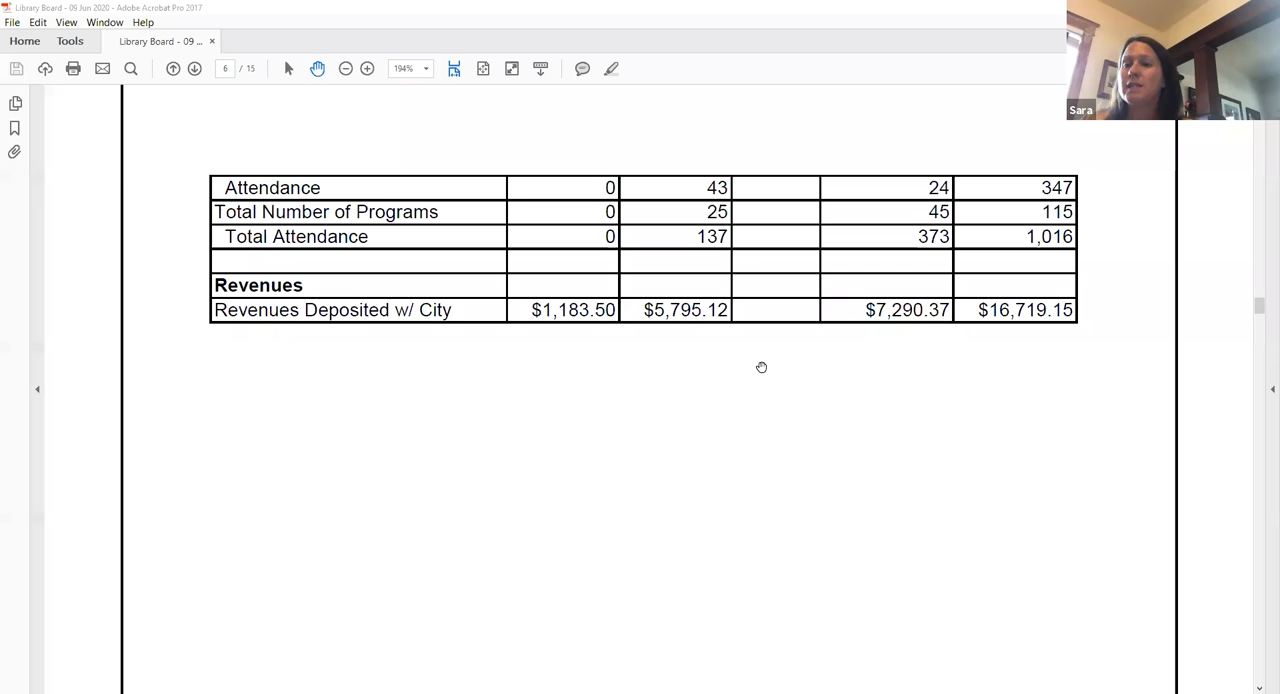 Library Board - 09 Jun 2020 - Adobe Acrobat Pro 2017
File Edit View Window Help
Home Tools Library Board - 09 ... ×
6 / 15 194%
Sara
Attendance 0 43 24 347
Total Number of Programs 0 25 45 115
Total Attendance 0 137 373 1,016
Revenues
Revenues Deposited w/ City $1,183.50 $5,795.12 $7,290.37 $16,719.15